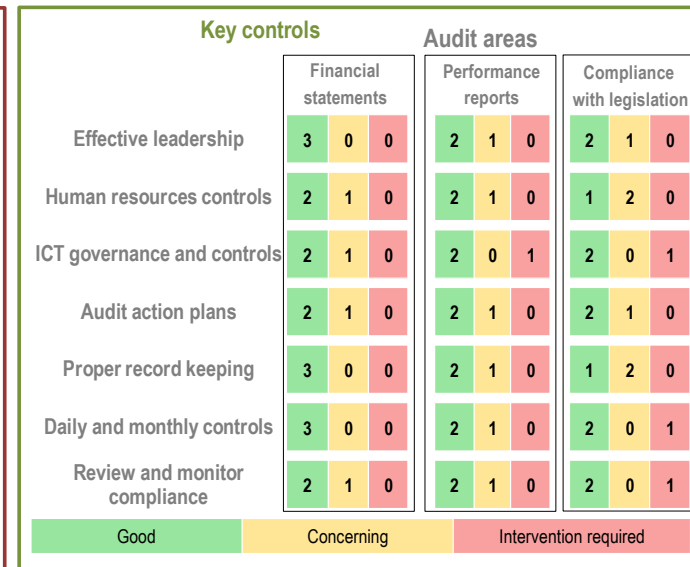 Key controls
Audit areas
Financial statements
Performance reports
Compliance with legislation
Effective leadership 3 0 0 2 1 0 2 1 0
Human resources controls 2 1 0 2 1 0 1 2 0
ICT governance and controls 2 1 0 2 0 1 2 0 1
Audit action plans 2 1 0 2 1 0 2 1 0
Proper record keeping 3 0 0 2 1 0 1 2 0
Daily and monthly controls 3 0 0 2 1 0 2 0 1
Review and monitor
compliance 2 1 0 2 1 0 2 0 1
Good Concerning Intervention required